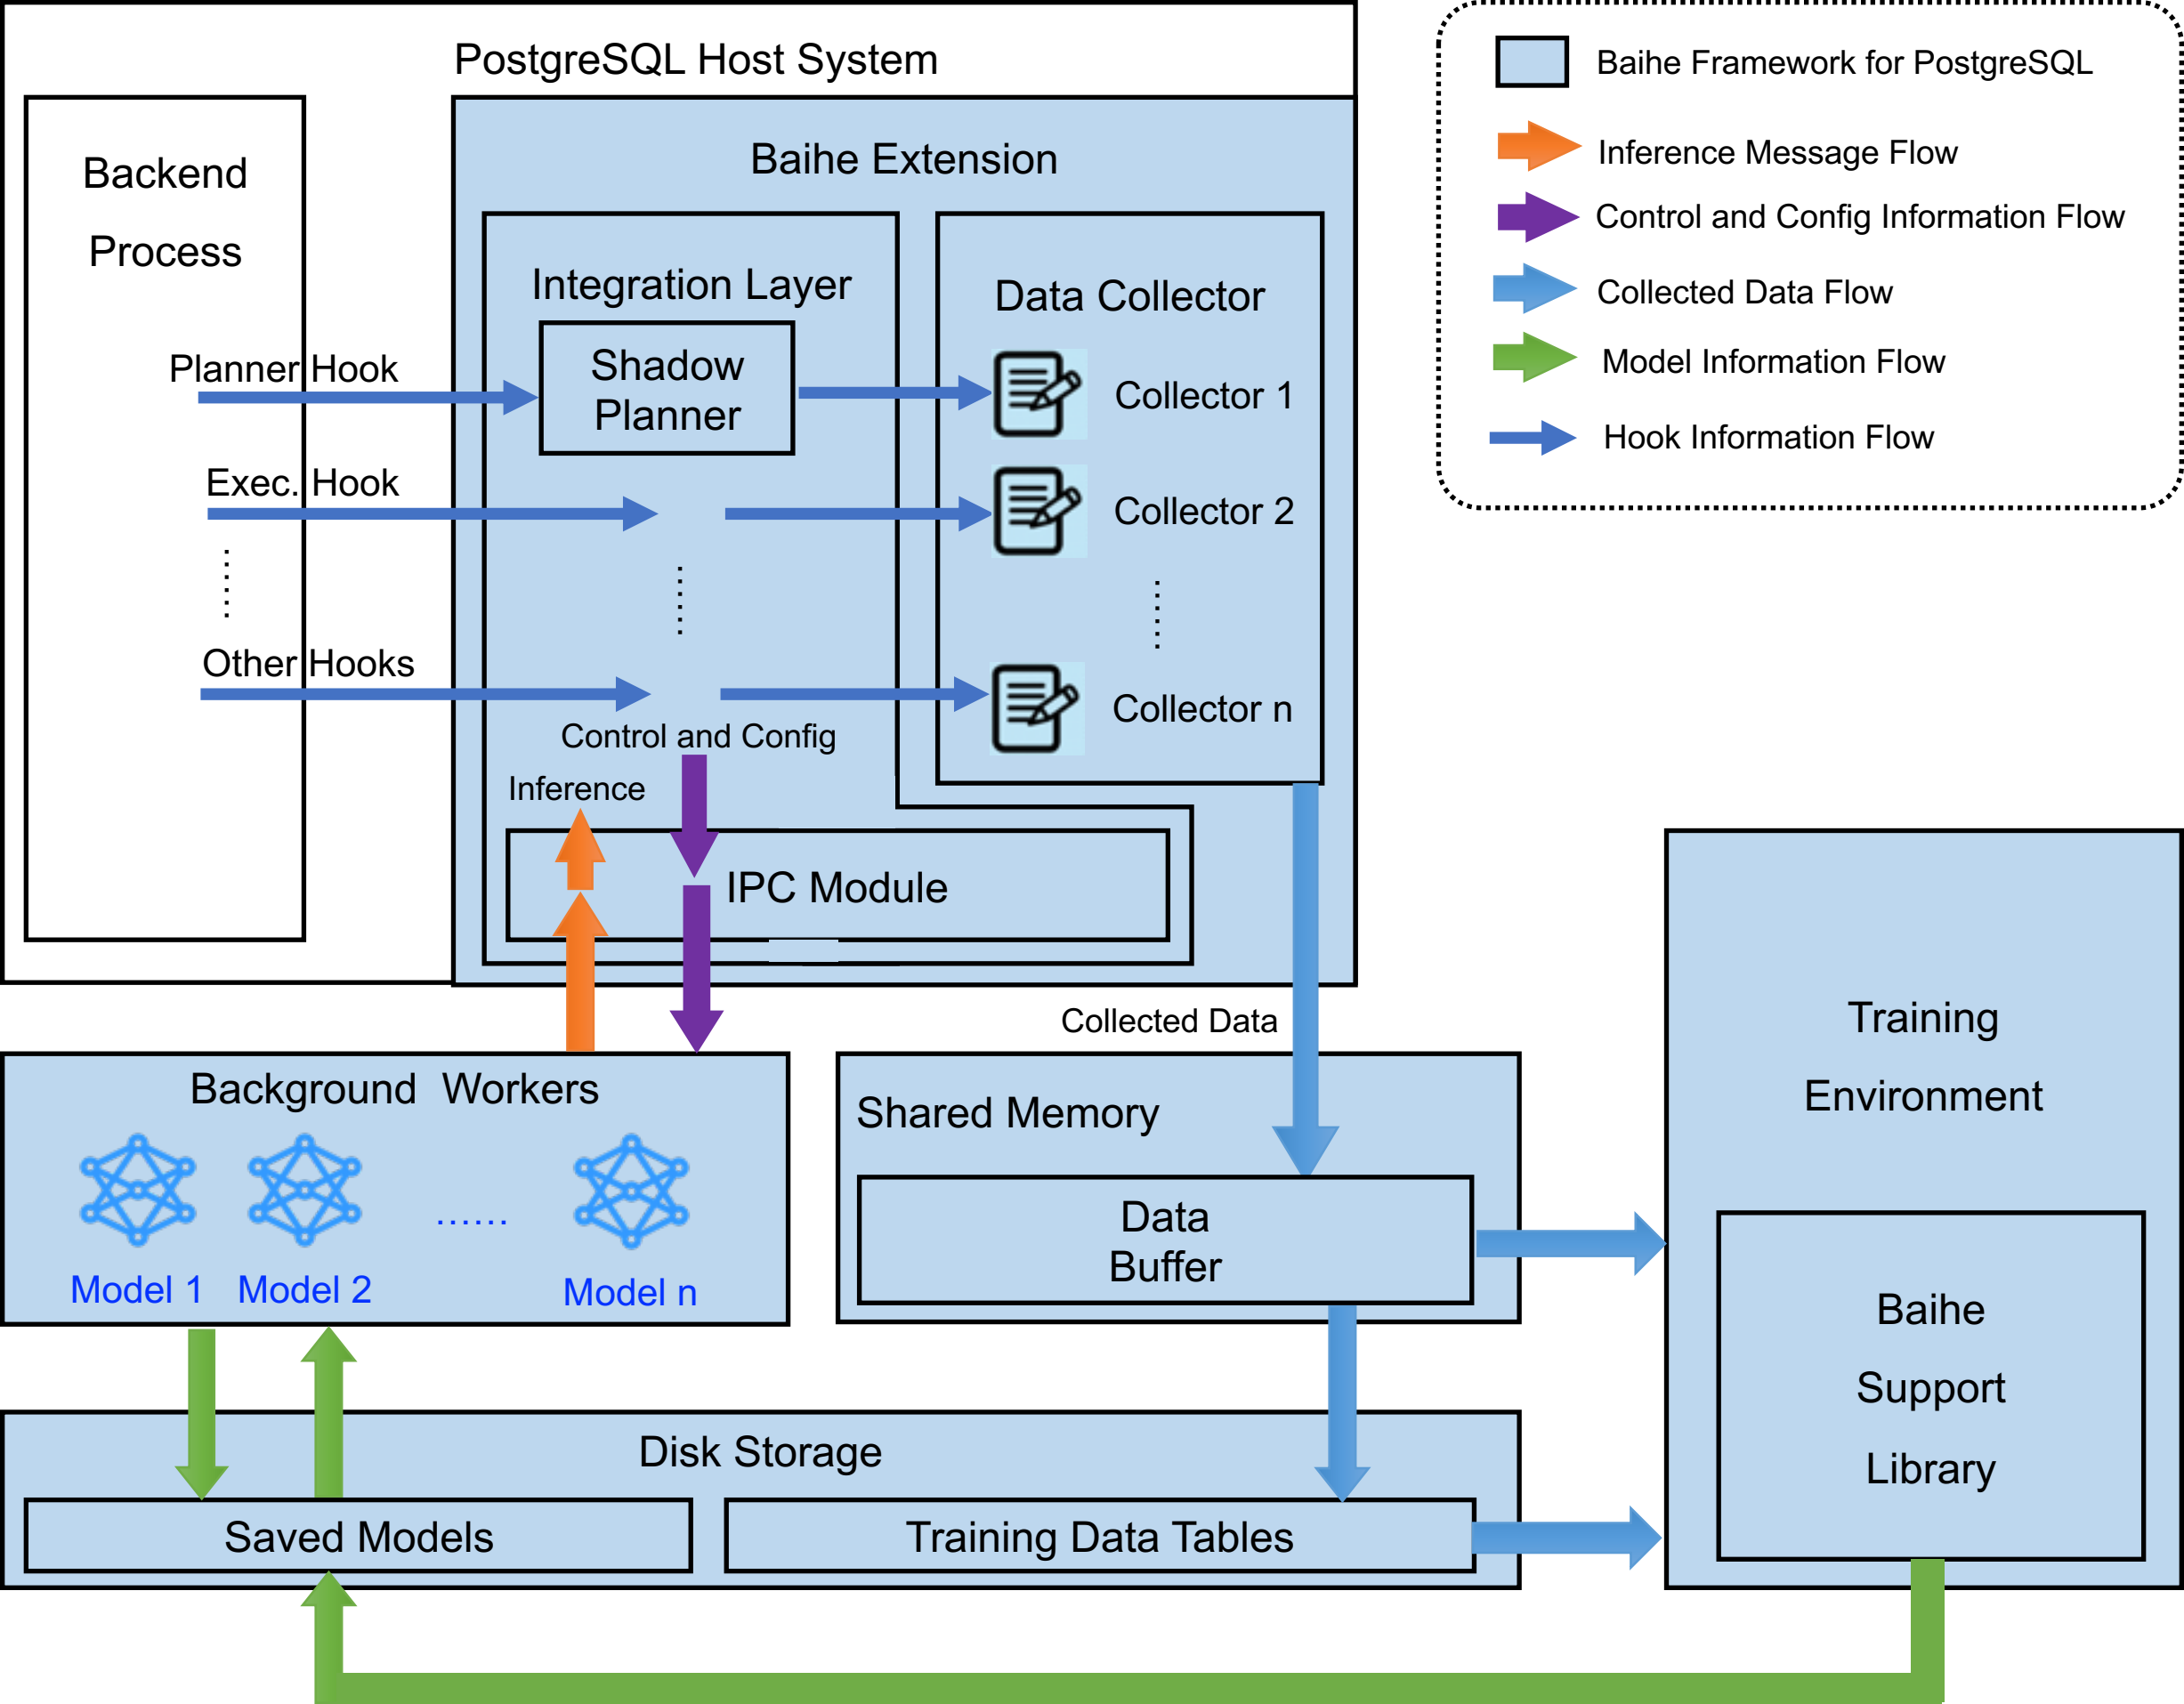 PostgreSQL Host System
Backend
Process
Planner Hook
Exec. Hook
Other Hooks
Baihe Extension
Integration Layer
Shadow
Planner
Control and Config
Inference
IPC Module
Data Collector
Collector 1
Collector 2
Collector n
Baihe Framework for PostgreSQL
Inference Message Flow
Control and Config Information Flow
Collected Data Flow
Model Information Flow
Hook Information Flow
Background Workers
Model 1
Model 2
......
Model n
Collected Data
Shared Memory
Data
Buffer
Disk Storage
Saved Models
Training Data Tables
Training
Environment
Baihe
Support
Library